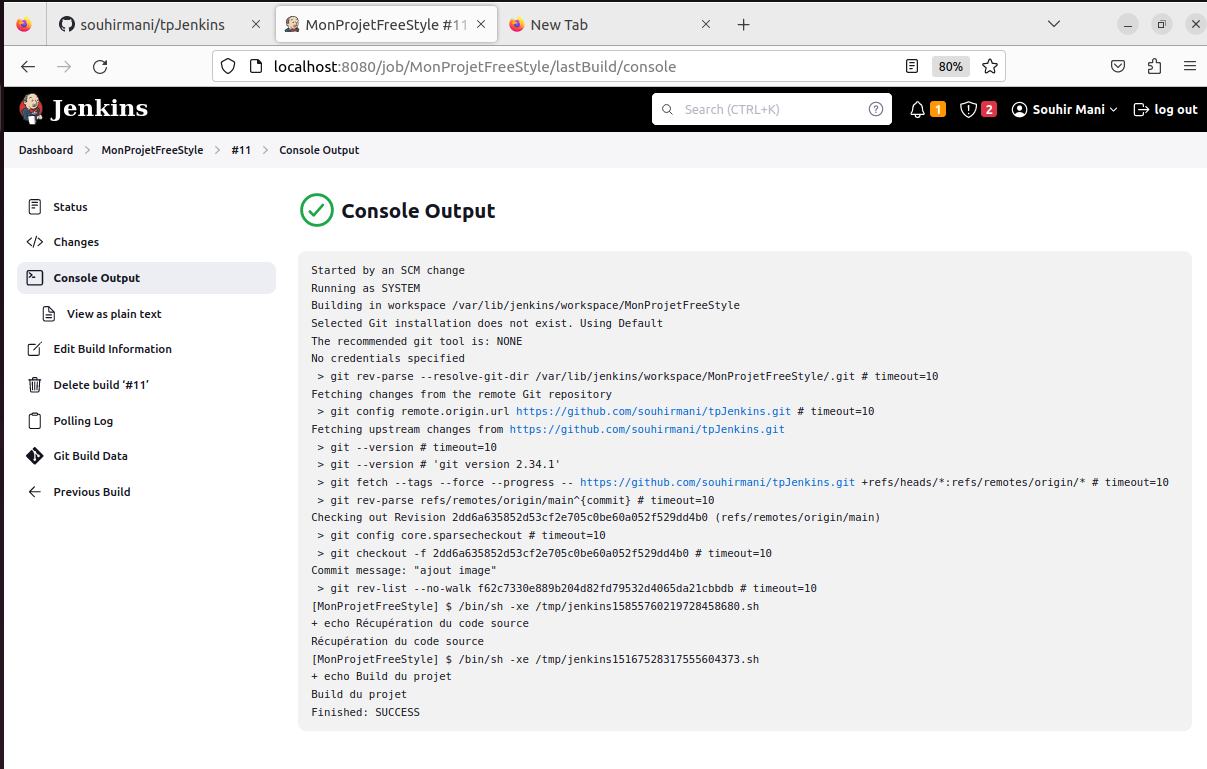 souhirmani/tpJenkins
MonProjetFreeStyle #11
New Tab
localhost:8080/job/MonProjetFreeStyle/lastBuild/console
80%
Jenkins
Search (CTRL+K)
1
2
Souhir Mani
log out
Dashboard > MonProjetFreeStyle > #11 > Console Output
Status
Changes
Console Output
View as plain text
Edit Build Information
Delete build ‘#11’
Polling Log
Git Build Data
Previous Build
Console Output
Started by an SCM change
Running as SYSTEM
Building in workspace /var/lib/jenkins/workspace/MonProjetFreeStyle
Selected Git installation does not exist. Using Default
The recommended git tool is: NONE
No credentials specified
 > git rev-parse --resolve-git-dir /var/lib/jenkins/workspace/MonProjetFreeStyle/.git # timeout=10
Fetching changes from the remote Git repository
 > git config remote.origin.url https://github.com/souhirmani/tpJenkins.git # timeout=10
Fetching upstream changes from https://github.com/souhirmani/tpJenkins.git
 > git --version # timeout=10
 > git --version # 'git version 2.34.1'
 > git fetch --tags --force --progress -- https://github.com/souhirmani/tpJenkins.git +refs/heads/*:refs/remotes/origin/* # timeout=10
 > git rev-parse refs/remotes/origin/main^{commit} # timeout=10
Checking out Revision 2dd6a635852d53cf2e705c0be60a052f529dd4b0 (refs/remotes/origin/main)
 > git config core.sparsecheckout # timeout=10
 > git checkout -f 2dd6a635852d53cf2e705c0be60a052f529dd4b0 # timeout=10
Commit message: "ajout image"
 > git rev-list --no-walk f62c7330e889b204d82fd79532d4065da21cbbdb # timeout=10
[MonProjetFreeStyle] $ /bin/sh -xe /tmp/jenkins15855760219728458680.sh
+ echo Récupération du code source
Récupération du code source
[MonProjetFreeStyle] $ /bin/sh -xe /tmp/jenkins15167528317555604373.sh
+ echo Build du projet
Build du projet
Finished: SUCCESS